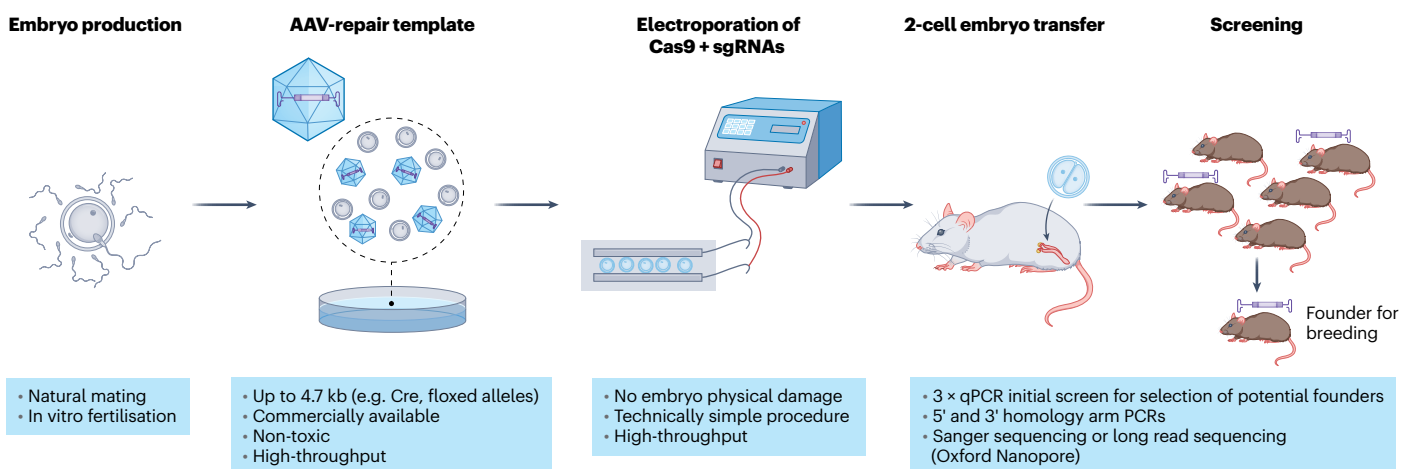 Embryo production
AAV-repair template
Electroporation of
Cas9 + sgRNAs
2-cell embryo transfer
Screening
Founder for
breeding
• Natural mating
• In vitro fertilisation
• Up to 4.7 kb (e.g. Cre, floxed alleles)
• Commercially available
• Non-toxic
• High-throughput
• No embryo physical damage
• Technically simple procedure
• High-throughput
• 3 × qPCR initial screen for selection of potential founders
• 5' and 3' homology arm PCRs
• Sanger sequencing or long read sequencing
(Oxford Nanopore)